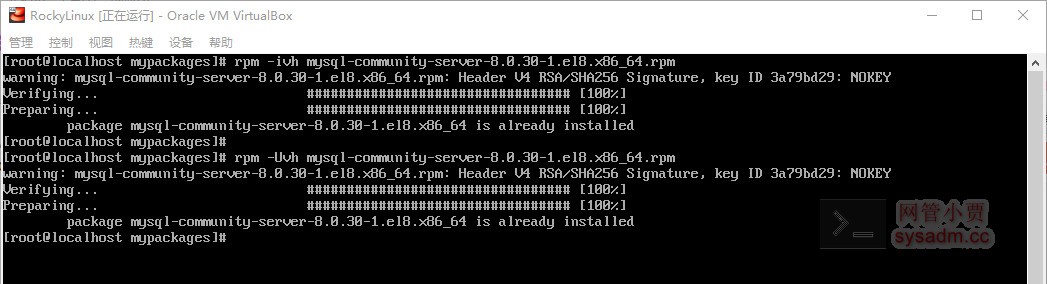 RockyLinux [正在运行] - Oracle VM VirtualBox
管理 控制 视图 热键 设备 帮助
[root@localhost mypackages]# rpm -ivh mysql-community-server-8.0.30-1.el8.x86_64.rpm
warning: mysql-community-server-8.0.30-1.el8.x86_64.rpm: Header V4 RSA/SHA256 Signature, key ID 3a79bd29: NOKEY
Verifying... ################################# [100%]
Preparing... ################################# [100%]
package mysql-community-server-8.0.30-1.el8.x86_64 is already installed
[root@localhost mypackages]#
[root@localhost mypackages]# rpm -Uvh mysql-community-server-8.0.30-1.el8.x86_64.rpm
warning: mysql-community-server-8.0.30-1.el8.x86_64.rpm: Header V4 RSA/SHA256 Signature, key ID 3a79bd29: NOKEY
Verifying... ################################# [100%]
Preparing... ################################# [100%]
package mysql-community-server-8.0.30-1.el8.x86_64 is already installed
[root@localhost mypackages]#
>_ 网管小贾
sysadm.cc